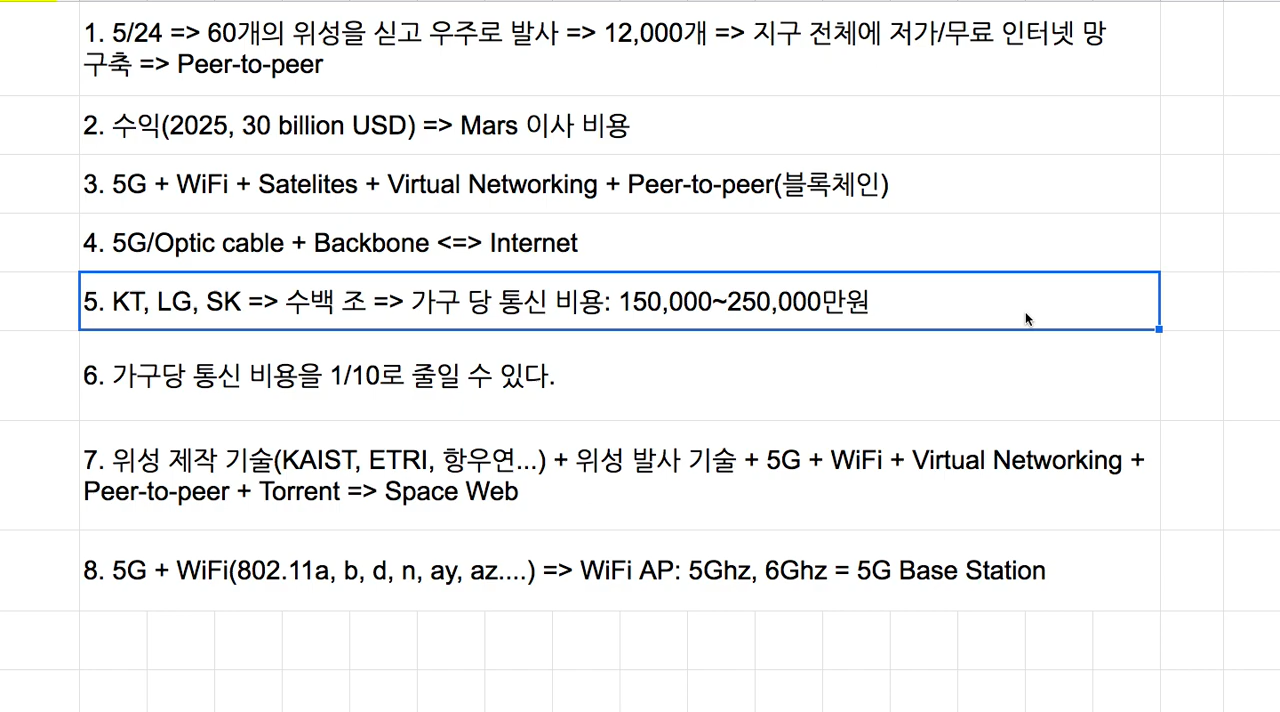 1. 5/24 => 60개의 위성을 싣고 우주로 발사 => 12,000개 => 지구 전체에 저가/무료 인터넷 망
구축 => Peer-to-peer
2. 수익(2025, 30 billion USD) => Mars 이사 비용
3. 5G + WiFi + Satelites + Virtual Networking + Peer-to-peer(블록체인)
4. 5G/Optic cable + Backbone <=> Internet
5. KT, LG, SK => 수백 조 => 가구 당 통신 비용: 150,000~250,000만원
6. 가구당 통신 비용을 1/10로 줄일 수 있다.
7. 위성 제작 기술(KAIST, ETRI, 항우연...) + 위성 발사 기술 + 5G + WiFi + Virtual Networking +
Peer-to-peer + Torrent => Space Web
8. 5G + WiFi(802.11a, b, d, n, ay, az....) => WiFi AP: 5Ghz, 6Ghz = 5G Base Station